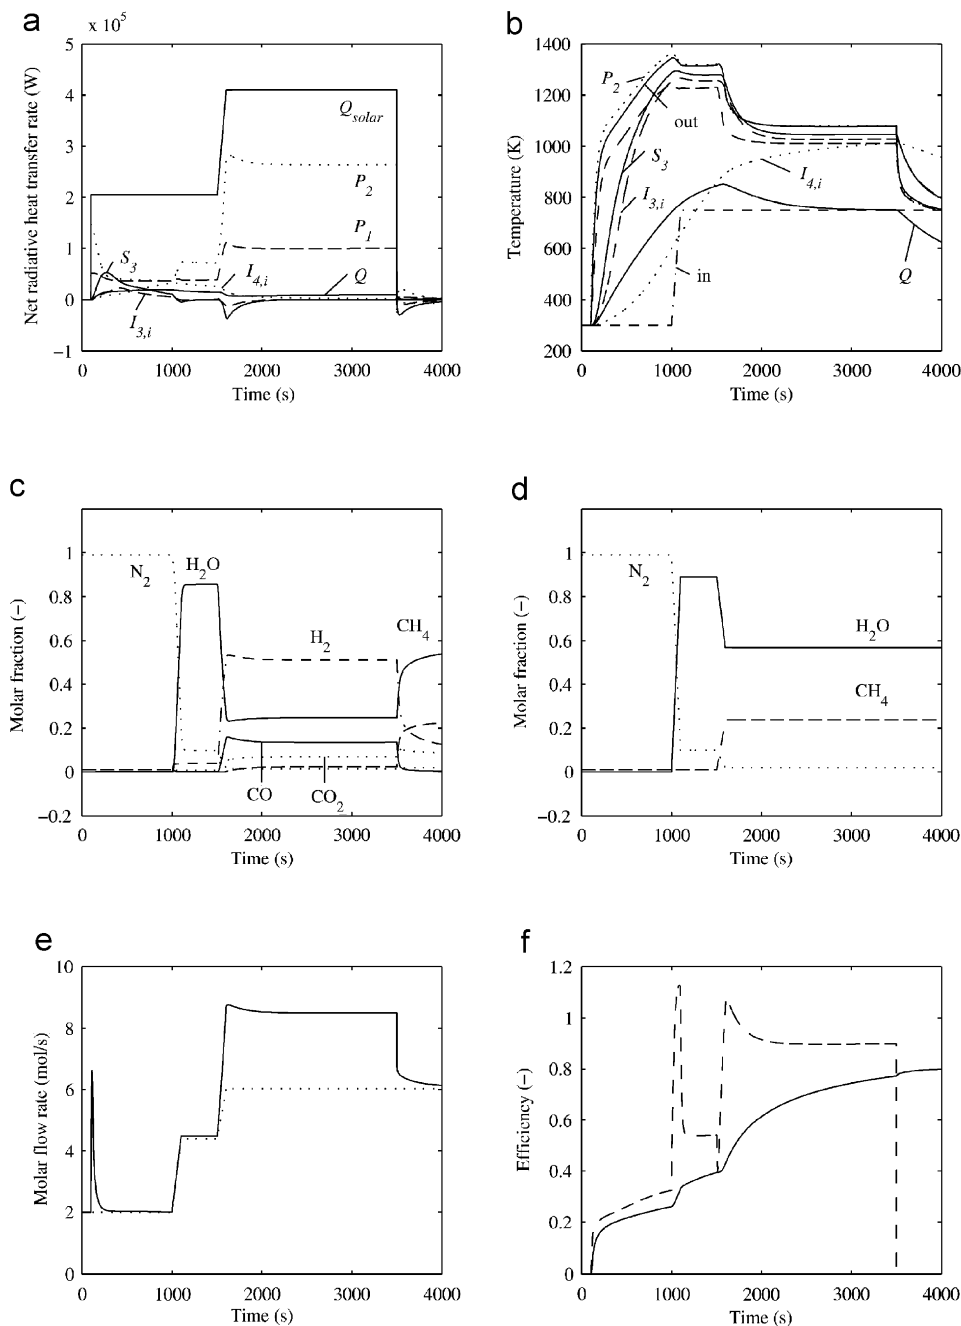 a
x 10^5
5
4
3
2
1
0
−1
Net radiative heat transfer rate (W)
Q_solar
P_2
P_1
S_3
I_4,i
Q
I_3,i
0 1000 2000 3000 4000
Time (s)
b
1400
1200
1000
800
600
400
200
Temperature (K)
P_2
out
S_3
I_3,i
I_4,i
in
Q
0 1000 2000 3000 4000
Time (s)
c
1
0.8
0.6
0.4
0.2
0
−0.2
Molar fraction (−)
N_2
H_2O
H_2
CH_4
CO
CO_2
0 1000 2000 3000 4000
Time (s)
d
1
0.8
0.6
0.4
0.2
0
−0.2
Molar fraction (−)
N_2
H_2O
CH_4
0 1000 2000 3000 4000
Time (s)
e
10
8
6
4
2
0
Molar flow rate (mol/s)
0 1000 2000 3000 4000
Time (s)
f
1.2
1
0.8
0.6
0.4
0.2
0
Efficiency (−)
0 1000 2000 3000 4000
Time (s)